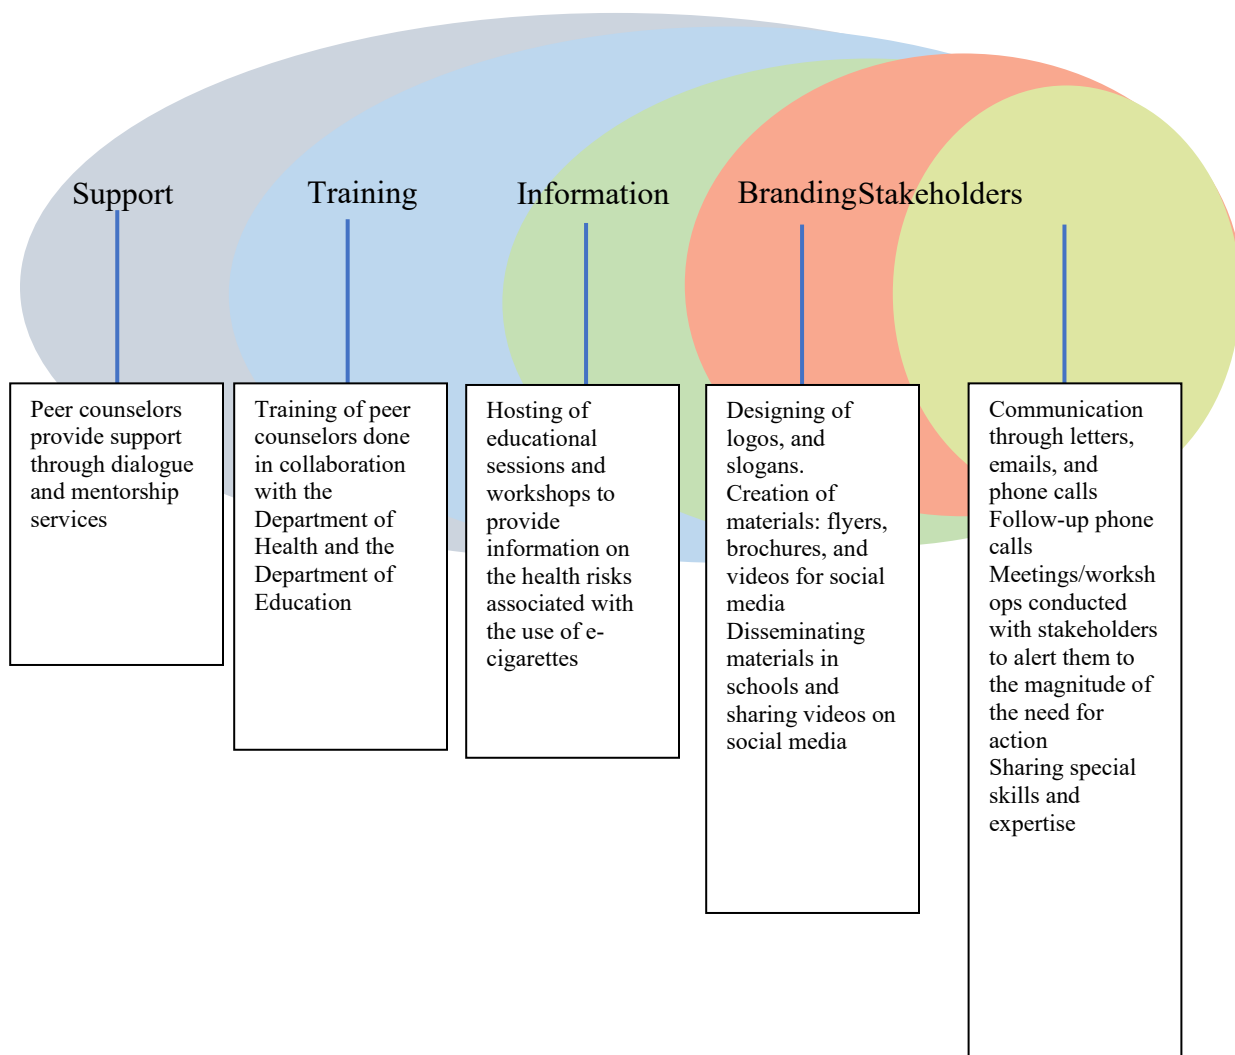 Support
Training
Information
BrandingStakeholders
Peer counselors
provide support
through dialogue
and mentorship
services
Training of peer
counselors done
in collaboration
with the
Department of
Health and the
Department of
Education
Hosting of
educational
sessions and
workshops to
provide
information on
the health risks
associated with
the use of e-
cigarettes
Designing of
logos, and
slogans.
Creation of
materials: flyers,
brochures, and
videos for social
media
Disseminating
materials in
schools and
sharing videos on
social media
Communication
through letters,
emails, and
phone calls
Follow-up phone
calls
Meetings/worksh
ops conducted
with stakeholders
to alert them to
the magnitude of
the need for
action
Sharing special
skills and
expertise